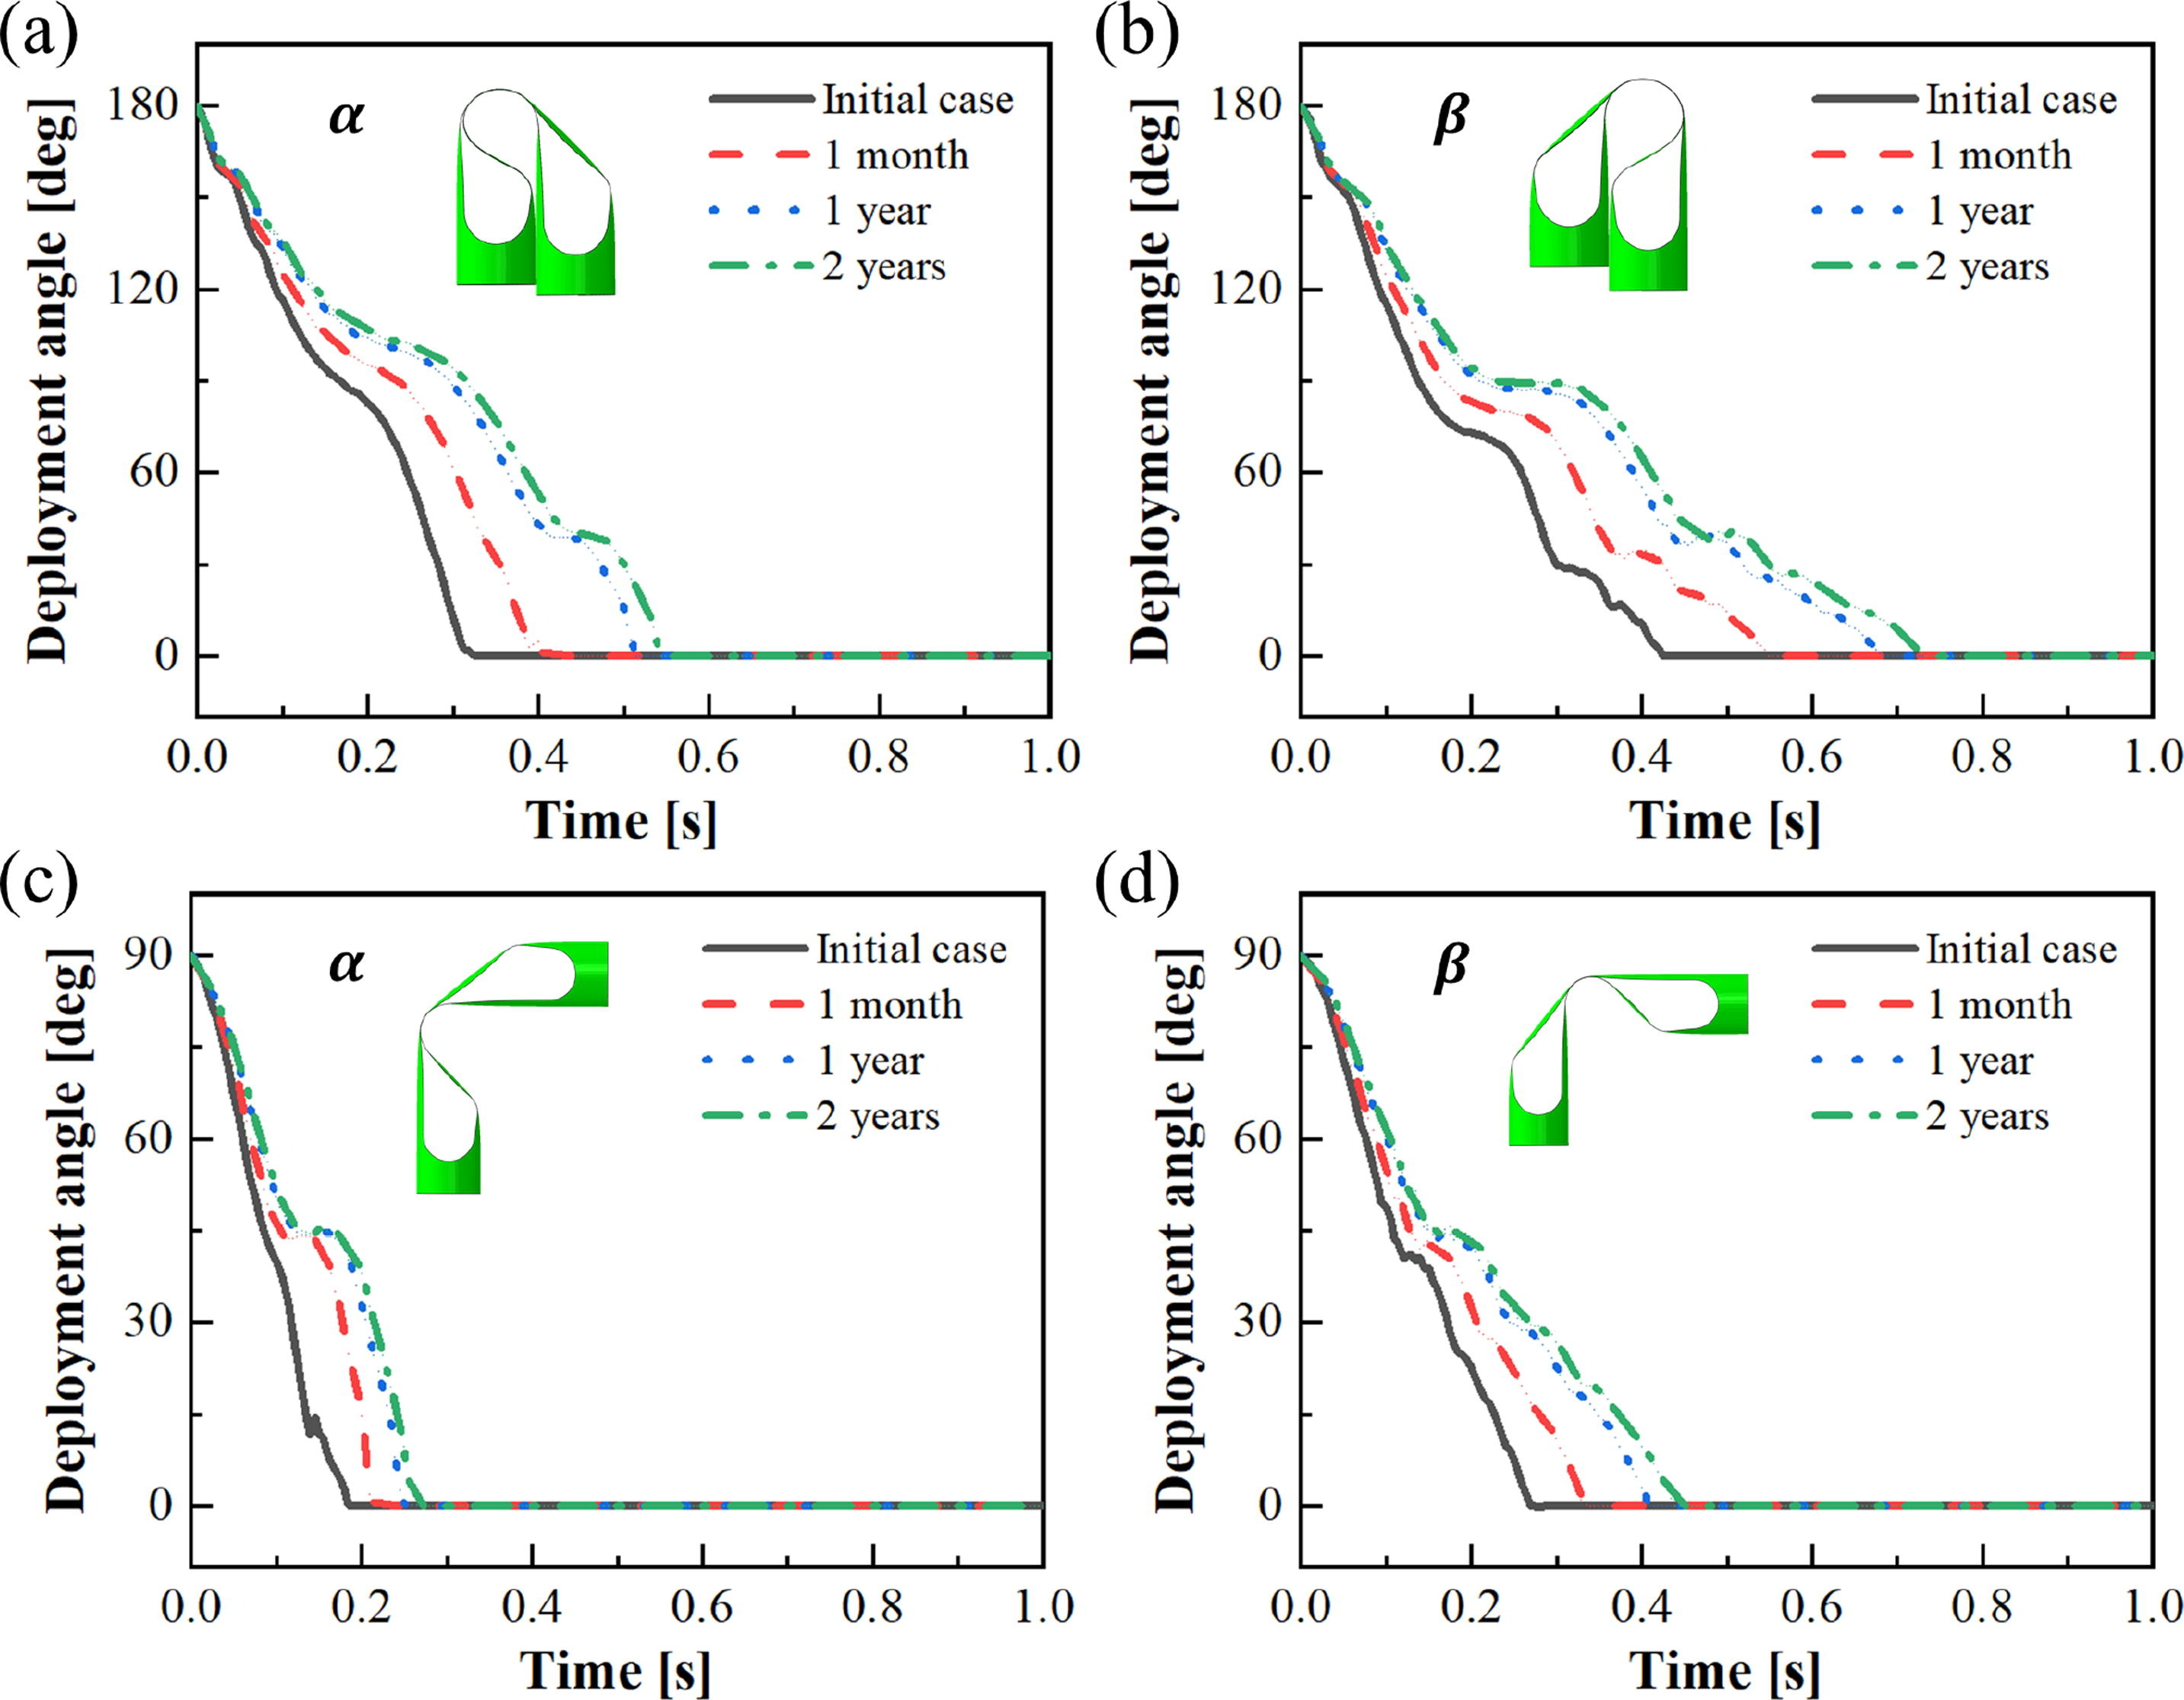 (a)
Deployment angle [deg]
180
120
60
0
α
Initial case
1 month
1 year
2 years
0.0 0.2 0.4 0.6 0.8 1.0
Time [s]
(b)
Deployment angle [deg]
180
120
60
0
β
Initial case
1 month
1 year
2 years
0.0 0.2 0.4 0.6 0.8 1.0
Time [s]
(c)
Deployment angle [deg]
90
60
30
0
α
Initial case
1 month
1 year
2 years
0.0 0.2 0.4 0.6 0.8 1.0
Time [s]
(d)
Deployment angle [deg]
90
60
30
0
β
Initial case
1 month
1 year
2 years
0.0 0.2 0.4 0.6 0.8 1.0
Time [s]